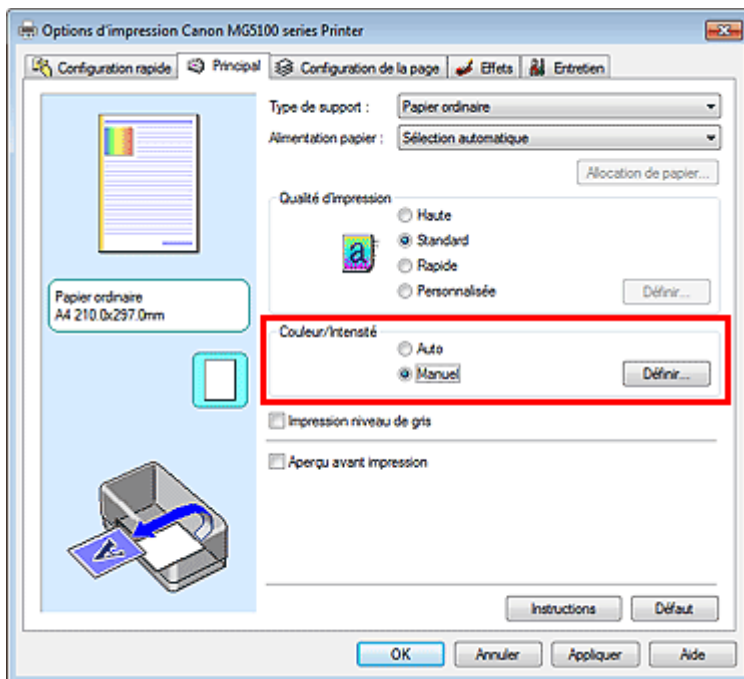 Options d'impression Canon MG5100 series Printer
Configuration rapide Principal Configuration de la page Effets Entretien
Type de support : Papier ordinaire
Alimentation papier : Sélection automatique
Allocation de papier...
Qualité d'impression
Haute
a Standard
Rapide
Personnalisée Définir...
Papier ordinaire
A4 210.0x297.0mm
Couleur/Intensité
Auto
Manuel Définir...
Impression niveau de gris
Aperçu avant impression
A
Instructions Défaut
OK Annuler Appliquer Aide